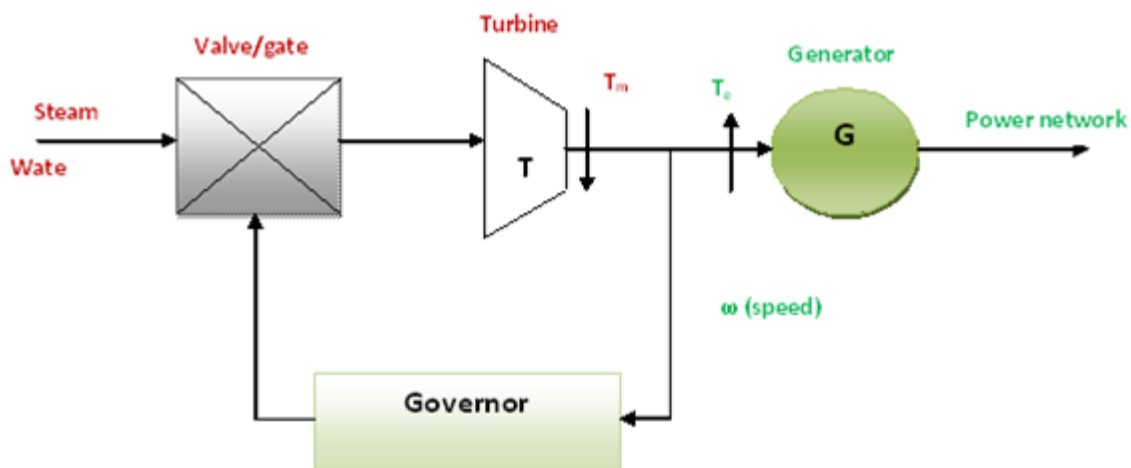 Turbine
Valve/gate
Generator
Steam
Tm
Te
Power network
G
Wate
T
ω (speed)
Governor